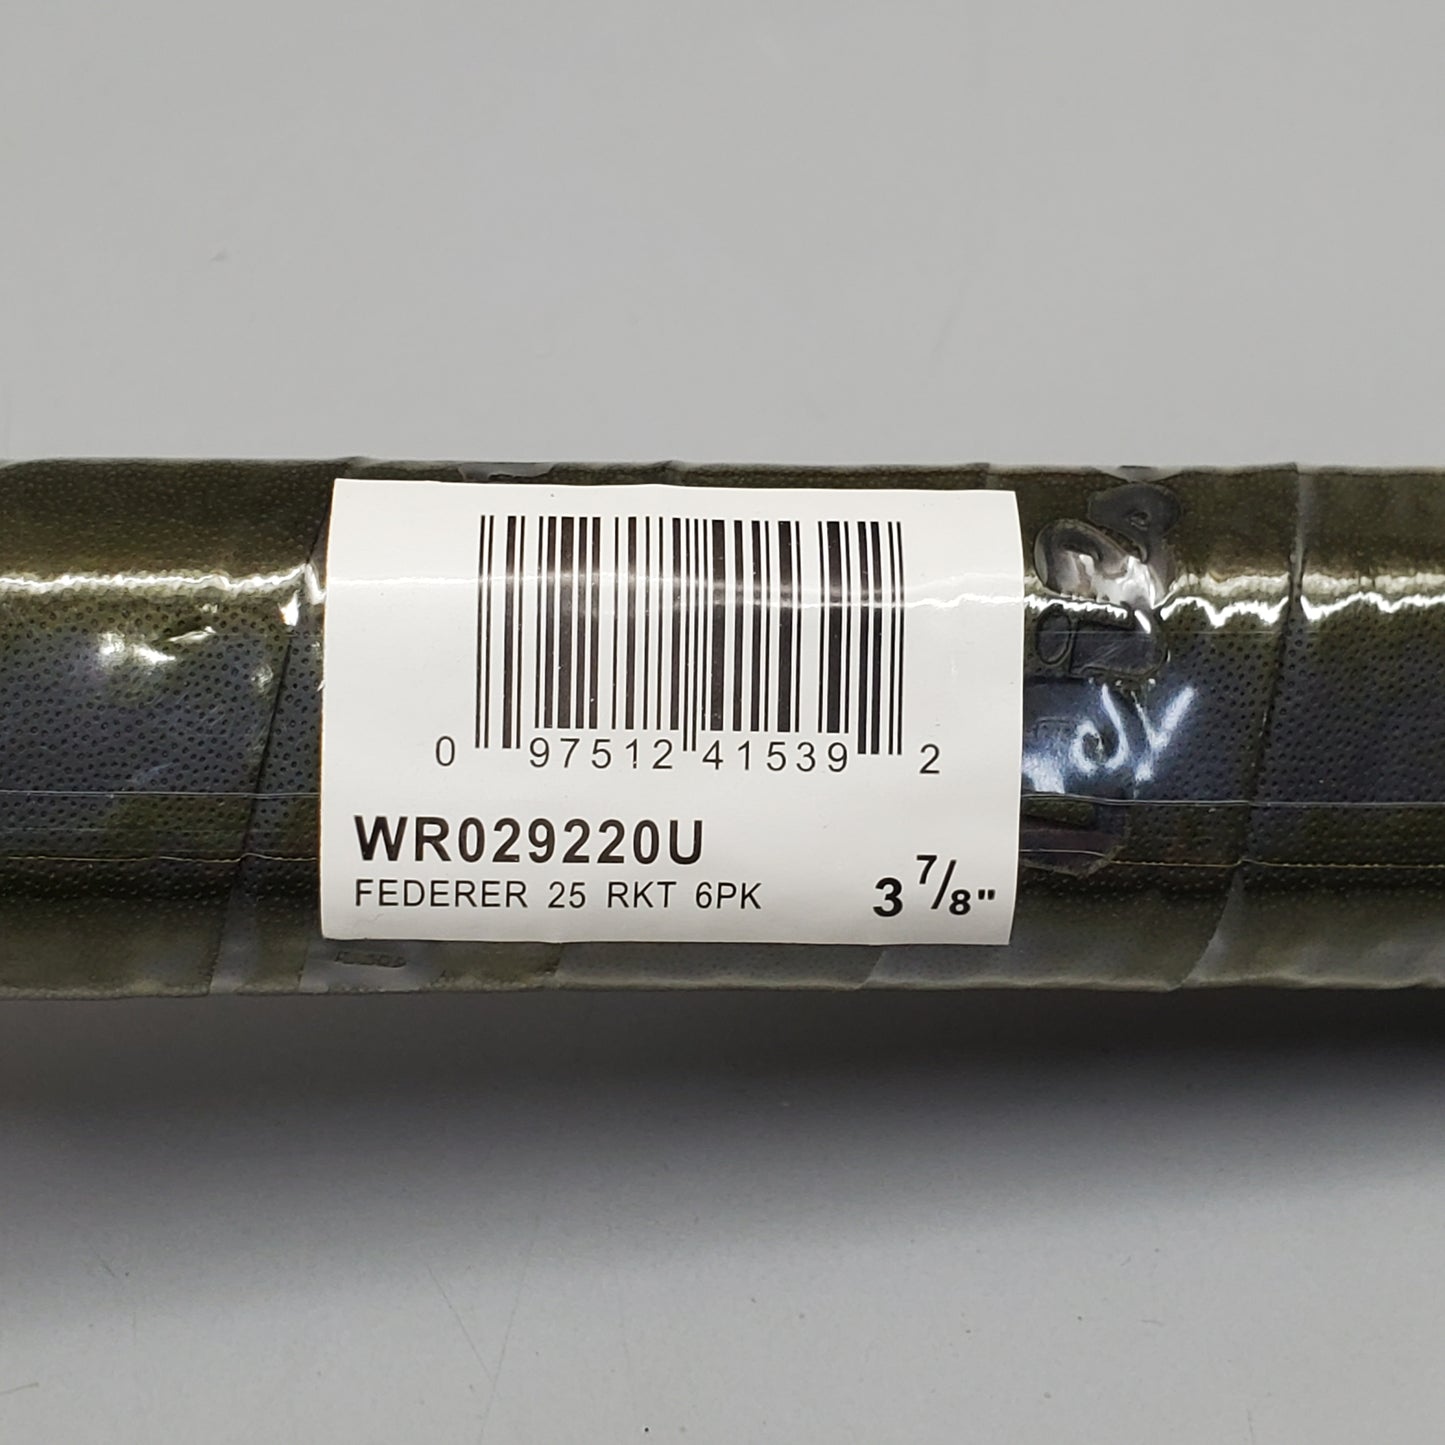 0 97512 41539 2
WR029220U
FEDERER 25 RKT 6PK
3 7/8"